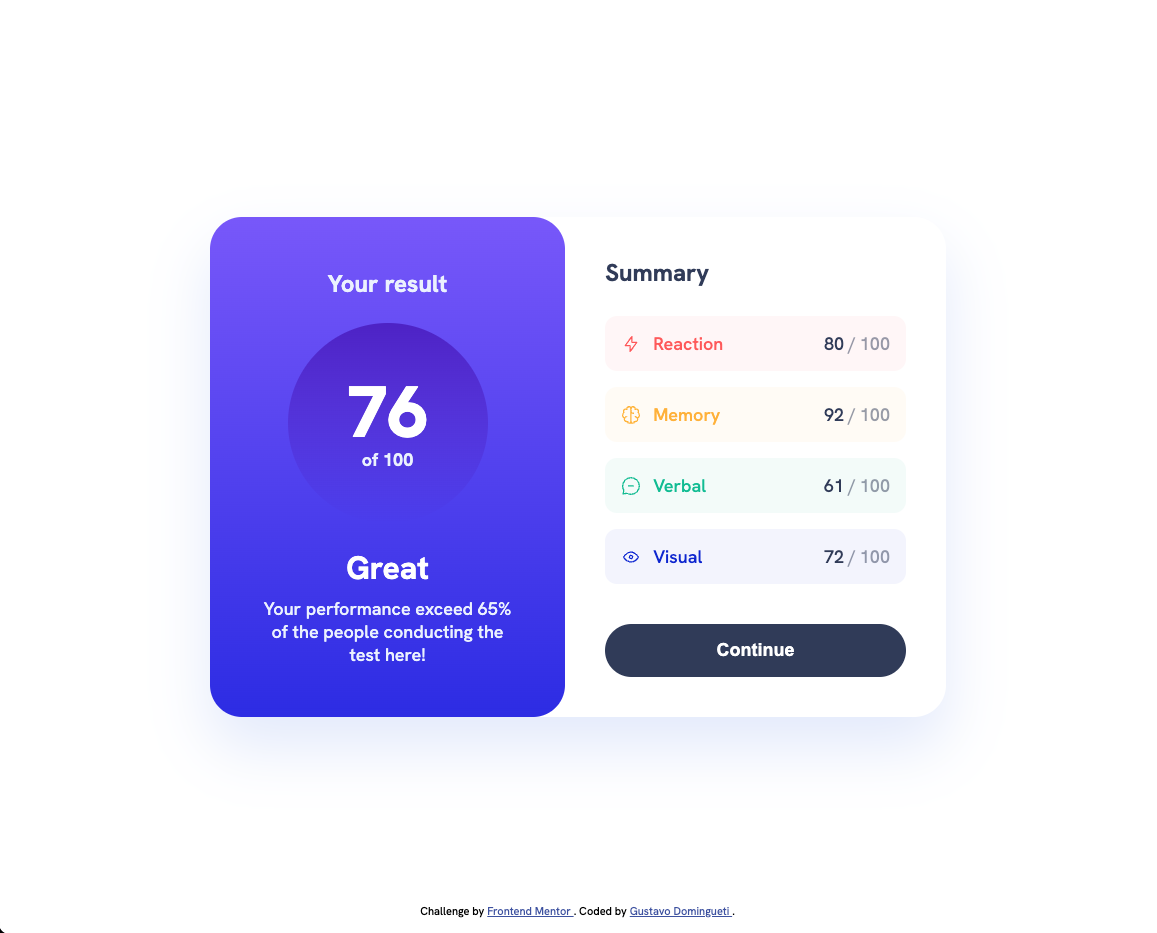 Your result
76
of 100
Great
Your performance exceed 65%
of the people conducting the
test here!
Summary
Reaction 80 / 100
Memory 92 / 100
Verbal 61 / 100
Visual 72 / 100
Continue
Challenge by Frontend Mentor . Coded by Gustavo Domingueti .